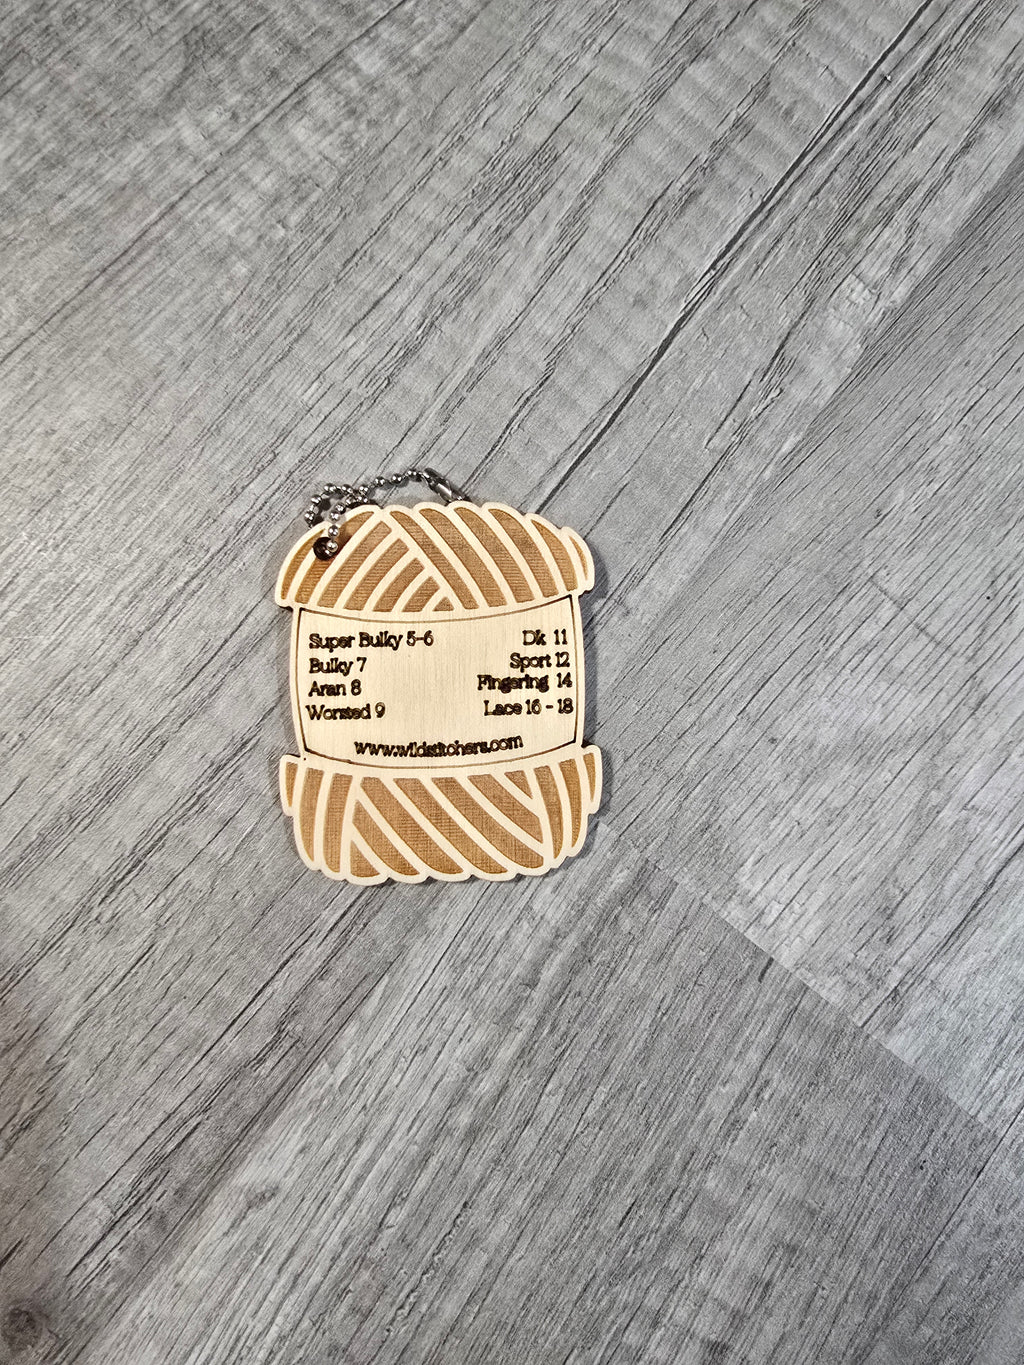 Super Bulky 5-6
Bulky 7
Aran 8
Worsted 9
Dk 11
Sport 12
Fingering 14
Lace 16 - 18
www.wildstitchers.com